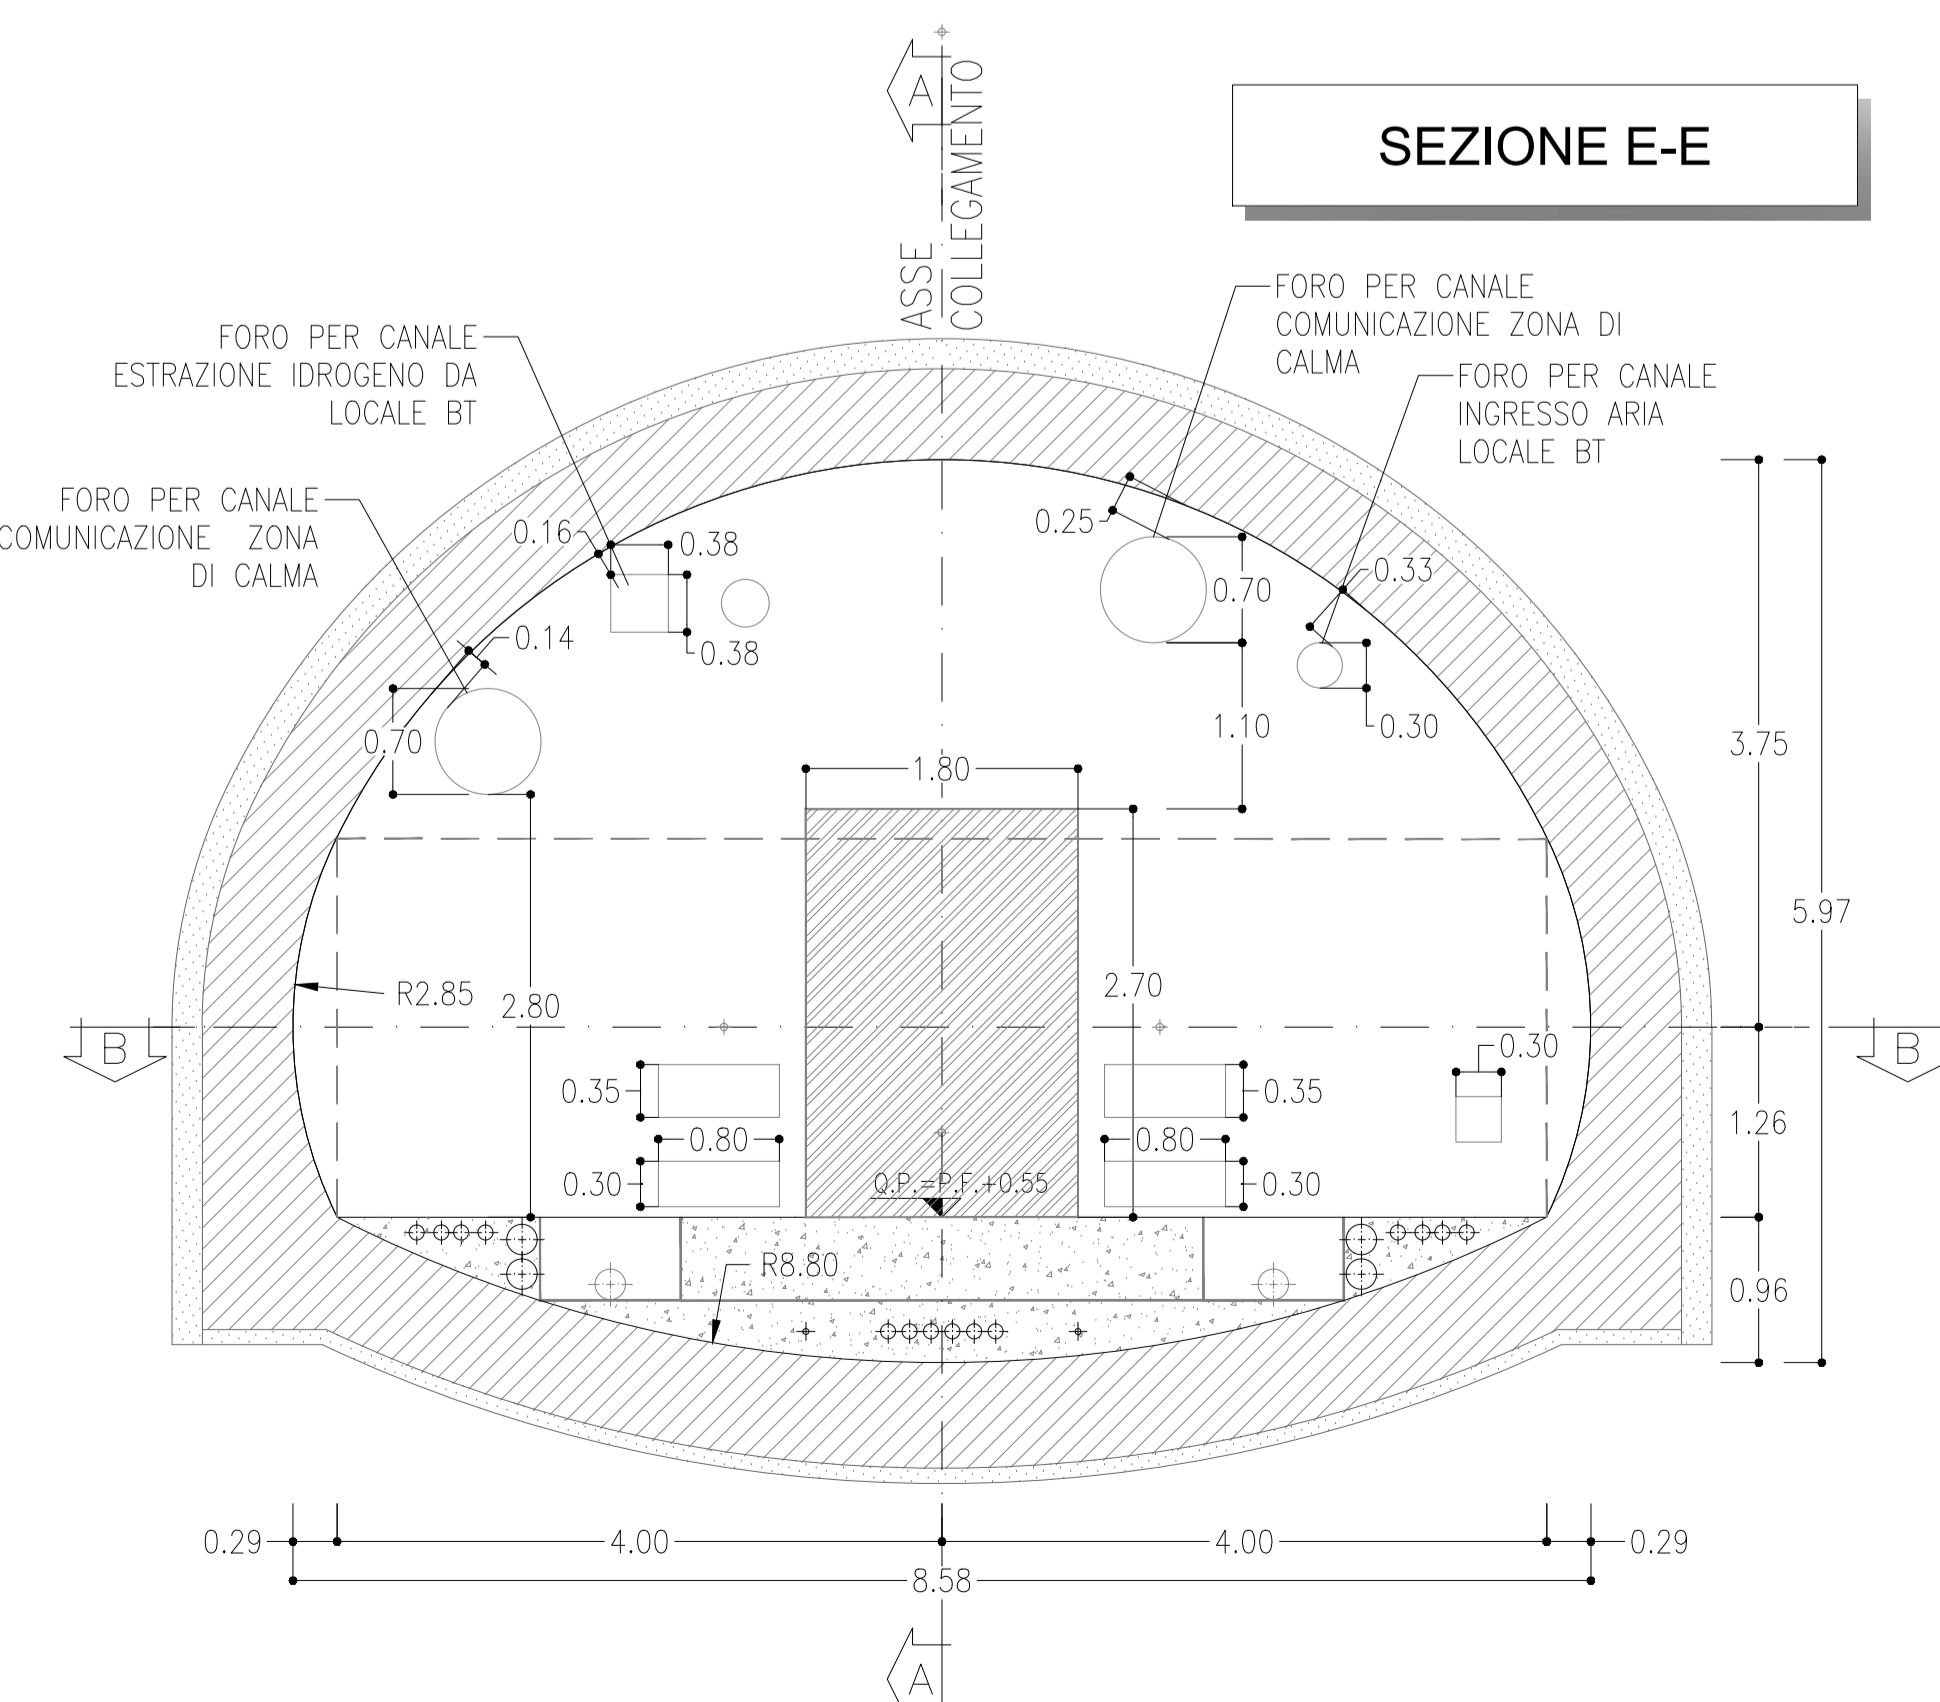 A
ASSE
COLLEGAMENTO
SEZIONE E-E
FORO PER CANALE
COMUNICAZIONE ZONA DI
CALMA
FORO PER CANALE
ESTRAZIONE IDROGENO DA
LOCALE BT
FORO PER CANALE
INGRESSO ARIA
LOCALE BT
FORO PER CANALE
COMUNICAZIONE ZONA
DI CALMA
0.16
0.38
0.38
0.25
0.70
0.33
0.30
0.14
0.70
1.10
1.80
3.75
5.97
R2.85
2.80
2.70
B
B
0.35
0.35
0.30
0.80
0.80
0.30
0.30
1.26
Q.P.=P.F.+0.55
R8.80
0.96
0.29
4.00
4.00
0.29
8.58
A